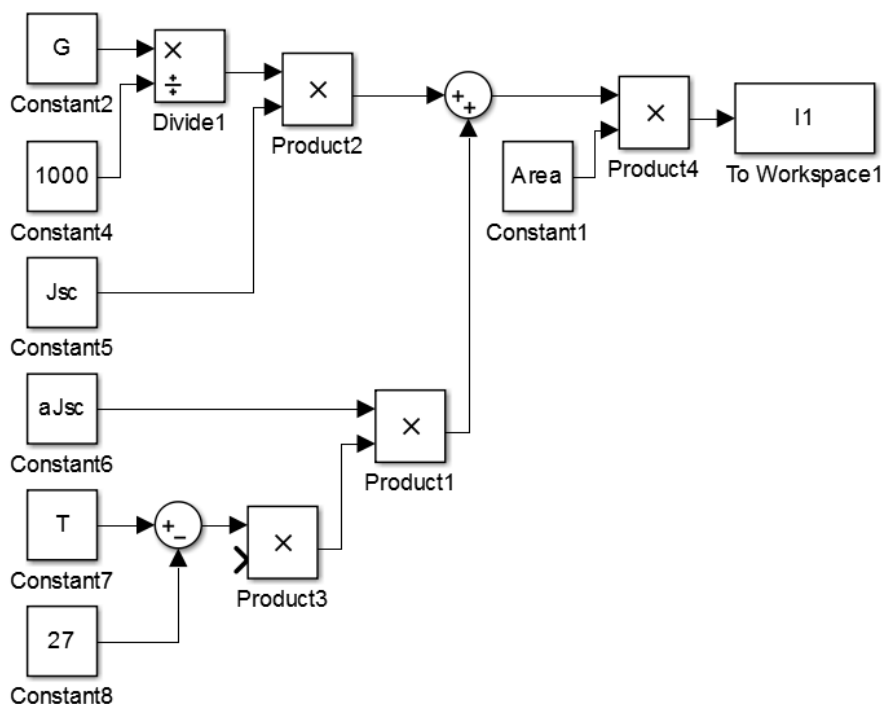 G
×
÷
Constant2
Divide1
×
Product2
+
+
×
Product4
I1
To Workspace1
1000
Constant4
Area
Constant1
Jsc
Constant5
aJsc
Constant6
×
Product1
T
Constant7
+
−
×
Product3
27
Constant8